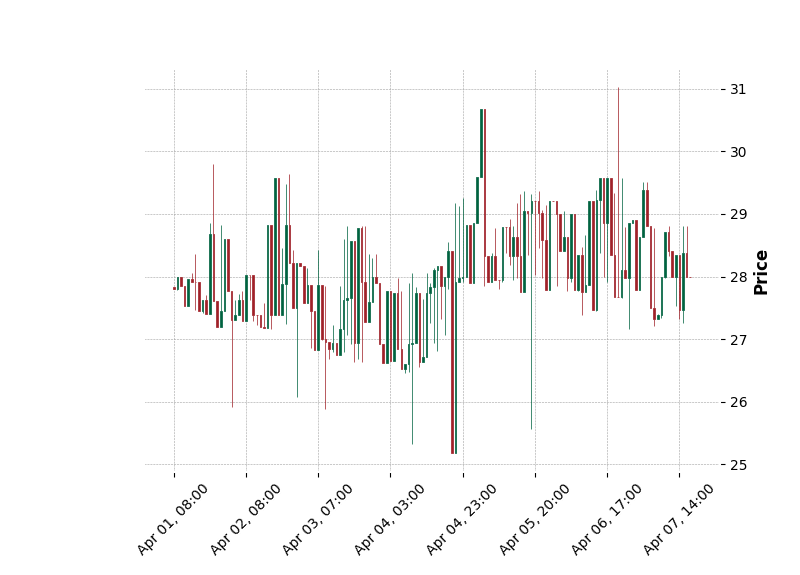 31
30
29
28
27
26
25
Price
Apr 01, 08:00
Apr 02, 08:00
Apr 03, 07:00
Apr 04, 03:00
Apr 04, 23:00
Apr 05, 20:00
Apr 06, 17:00
Apr 07, 14:00